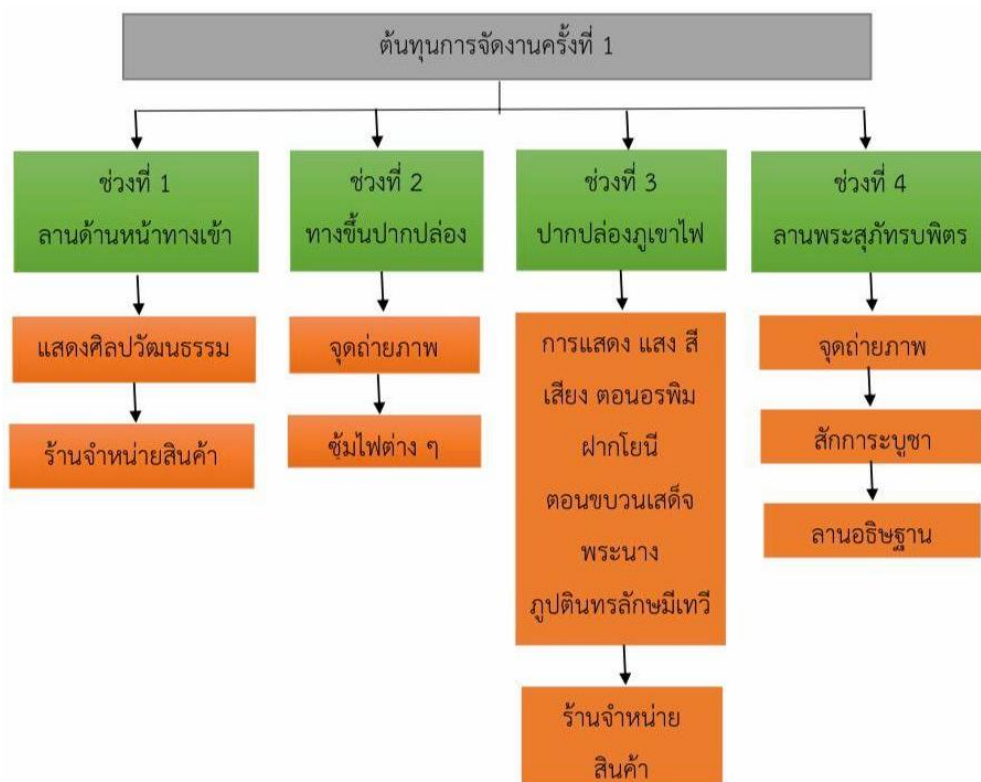 ต้นทุนการจัดงานครั้งที่ 1
ช่วงที่ 1
ลานด้านหน้าทางเข้า
แสดงศิลปวัฒนธรรม
ร้านจำหน่ายสินค้า
ช่วงที่ 2
ทางขึ้นปากปล่อง
จุดถ่ายภาพ
ซุ้มไฟต่าง ๆ
ช่วงที่ 3
ปากปล่องภูเขาไฟ
การแสดง แสง สี
เสียง ตอนอรพิม
ฝากโยนี
ตอนขบวนเสด็จ
พระนาง
ภูปตินทรลักษมีเทวี
ร้านจำหน่าย
สินค้า
ช่วงที่ 4
ลานพระสุภัทรบพิตร
จุดถ่ายภาพ
สักการะบูชา
ลานอธิษฐาน